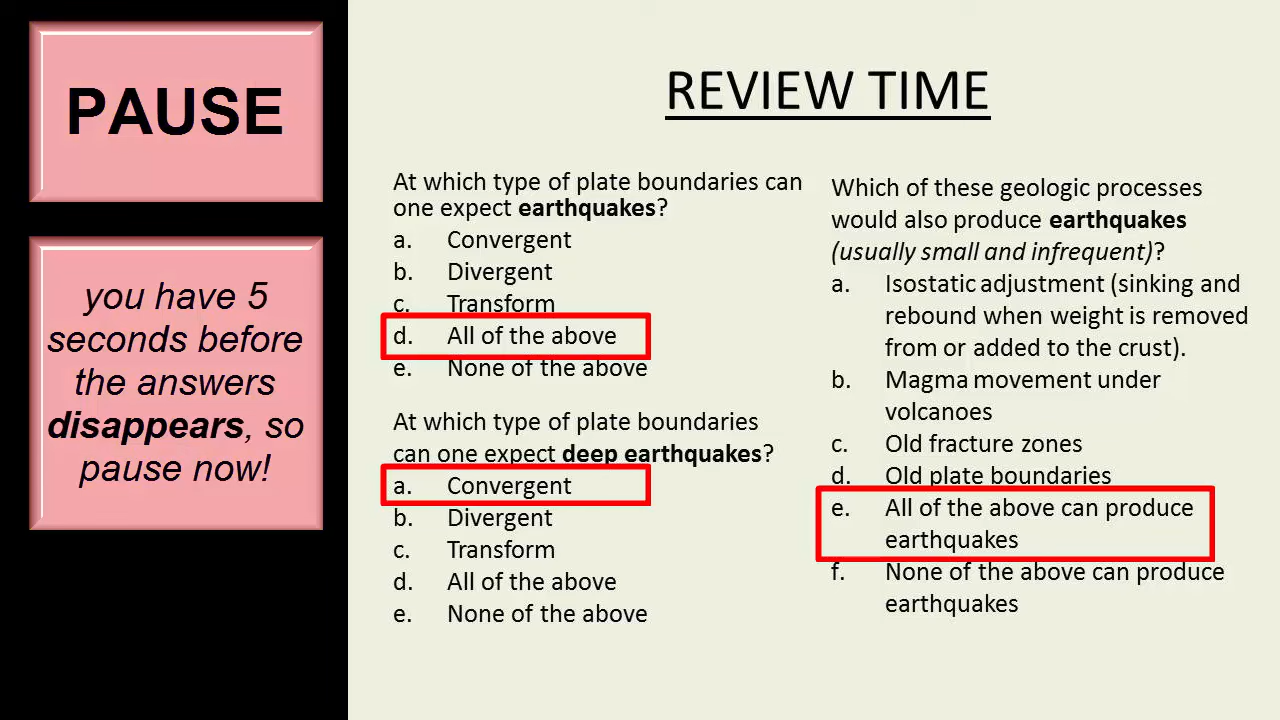 PAUSE
you have 5
seconds before
the answers
disappears, so
pause now!
REVIEW TIME
At which type of plate boundaries can
one expect earthquakes?
a. Convergent
b. Divergent
c. Transform
d. All of the above
e. None of the above
At which type of plate boundaries
can one expect deep earthquakes?
a. Convergent
b. Divergent
c. Transform
d. All of the above
e. None of the above
Which of these geologic processes
would also produce earthquakes
(usually small and infrequent)?
a. Isostatic adjustment (sinking and
rebound when weight is removed
from or added to the crust).
b. Magma movement under
volcanoes
c. Old fracture zones
d. Old plate boundaries
e. All of the above can produce
earthquakes
f. None of the above can produce
earthquakes